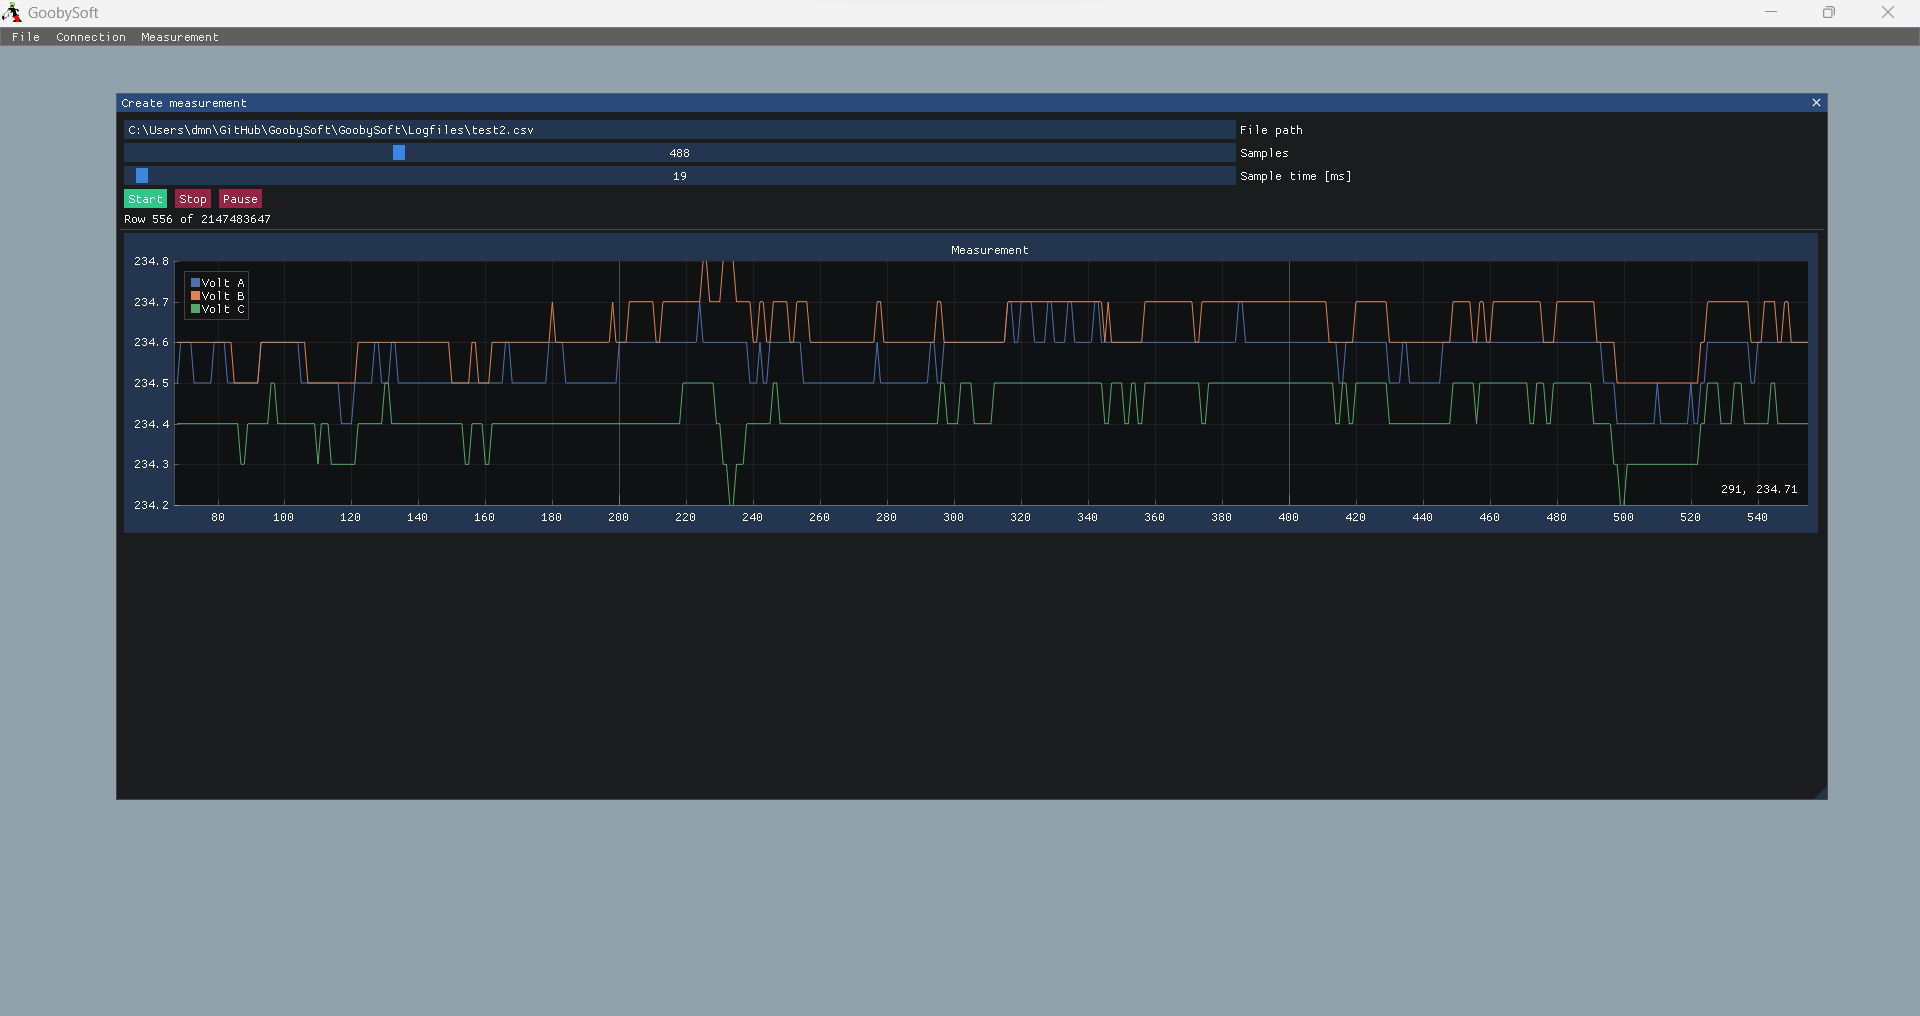 GoobySoft
File Connection Measurement
Create measurement
C:\Users\dmn\GitHub\GoobySoft\GoobySoft\Logfiles\test2.csv File path
488 Samples
19 Sample time [ms]
Start Stop Pause
Row 556 of 2147483647
Measurement
234.8
Volt A
Volt B
Volt C
234.7
234.6
234.5
234.4
234.3
291, 234.71
234.2
80 100 120 140 160 180 200 220 240 260 280 300 320 340 360 380 400 420 440 460 480 500 520 540